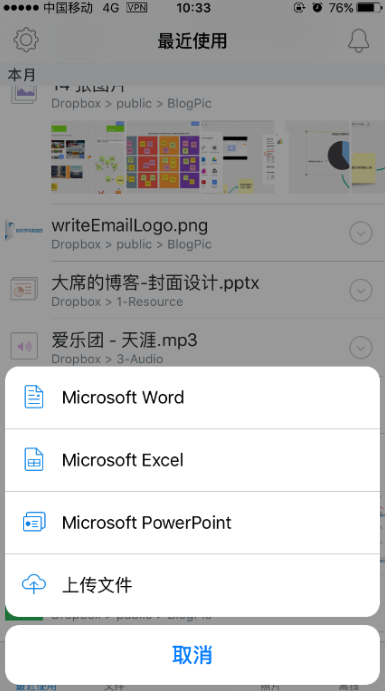 中国移动 4G VPN 10:33 76%
最近使用
本月
14 张图片
Dropbox > public > BlogPic
writeEmailLogo.png
Dropbox > public > BlogPic
大席的博客-封面设计.pptx
Dropbox > 1-Resource
爱乐团 - 天涯.mp3
Dropbox > 3-Audio
Microsoft Word
Microsoft Excel
Microsoft PowerPoint
上传文件
Dropbox > public > BlogPic
取消
最近使用 文件 照片 离线